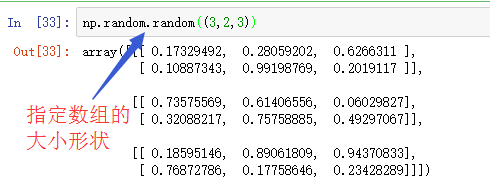 In [33]: np.random.random((3,2,3))
Out[33]: array([[[ 0.17329492, 0.28059202, 0.6266311 ],
[ 0.10887343, 0.99198769, 0.2019117 ]],
[[ 0.73575569, 0.61406556, 0.06029827],
[ 0.32088217, 0.75758885, 0.49297067]],
指定数组的
大小形状
[[ 0.18595146, 0.89061809, 0.94370833],
[ 0.76872786, 0.17758646, 0.23428289]]])